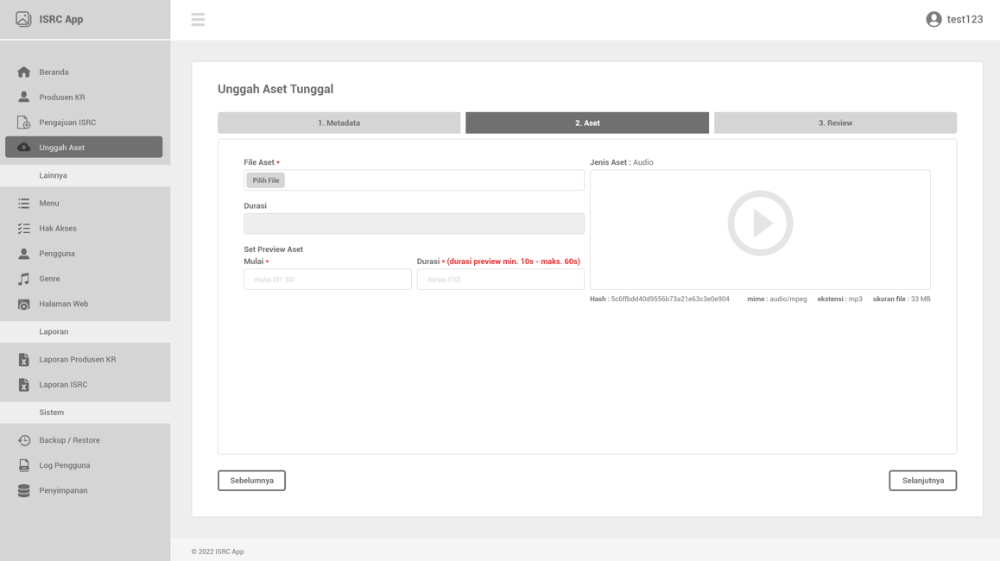 ISRC App
test123
Beranda
Produsen KR
Pengajuan ISRC
Unggah Aset
Lainnya
Menu
Hak Akses
Pengguna
Genre
Halaman Web
Laporan
Laporan Produsen KR
Laporan ISRC
Sistem
Backup / Restore
Log Pengguna
Penyimpanan
Unggah Aset Tunggal
1. Metadata
2. Aset
3. Review
File Aset •
Pilih File
Durasi
Set Preview Aset
Mulai •
mulai (01:30)
Durasi • (durasi preview min. 10s - maks. 60s)
durasi (10)
Jenis Aset : Audio
Hash : 5c6ffbdd40d9556b73a21e63c3e0e904 mime : audio/mpeg ekstensi : mp3 ukuran file : 33 MB
Sebelumnya
Selanjutnya
© 2022 ISRC App